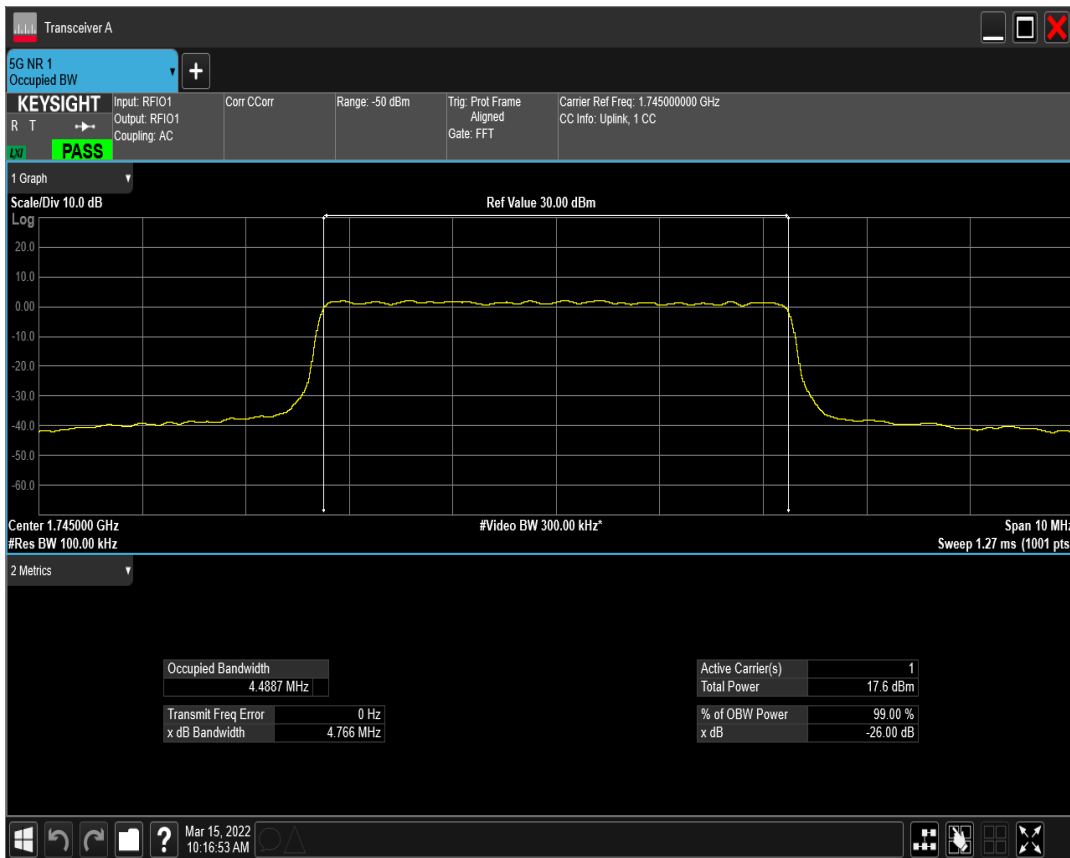 Transceiver A
5G NR 1
Occupied BW
+
KEYSIGHT
R T
LXI
PASS
Input: RFIO1
Output: RFIO1
Coupling: AC
Corr CCorr
Range: -50 dBm
Trig: Prot Frame
Aligned
Gate: FFT
Carrier Ref Freq: 1.745000000 GHz
CC Info: Uplink, 1 CC
1 Graph
Scale/Div 10.0 dB
Ref Value 30.00 dBm
Log
20.0
10.0
0.00
-10.0
-20.0
-30.0
-40.0
-50.0
-60.0
Center 1.745000 GHz
#Video BW 300.00 kHz*
Span 10 MHz
#Res BW 100.00 kHz
Sweep 1.27 ms (1001 pts
2 Metrics
Occupied Bandwidth
4.4887 MHz
Transmit Freq Error 0 Hz
x dB Bandwidth 4.766 MHz
Active Carrier(s) 1
Total Power 17.6 dBm
% of OBW Power 99.00 %
x dB -26.00 dB
?
Mar 15, 2022
10:16:53 AM